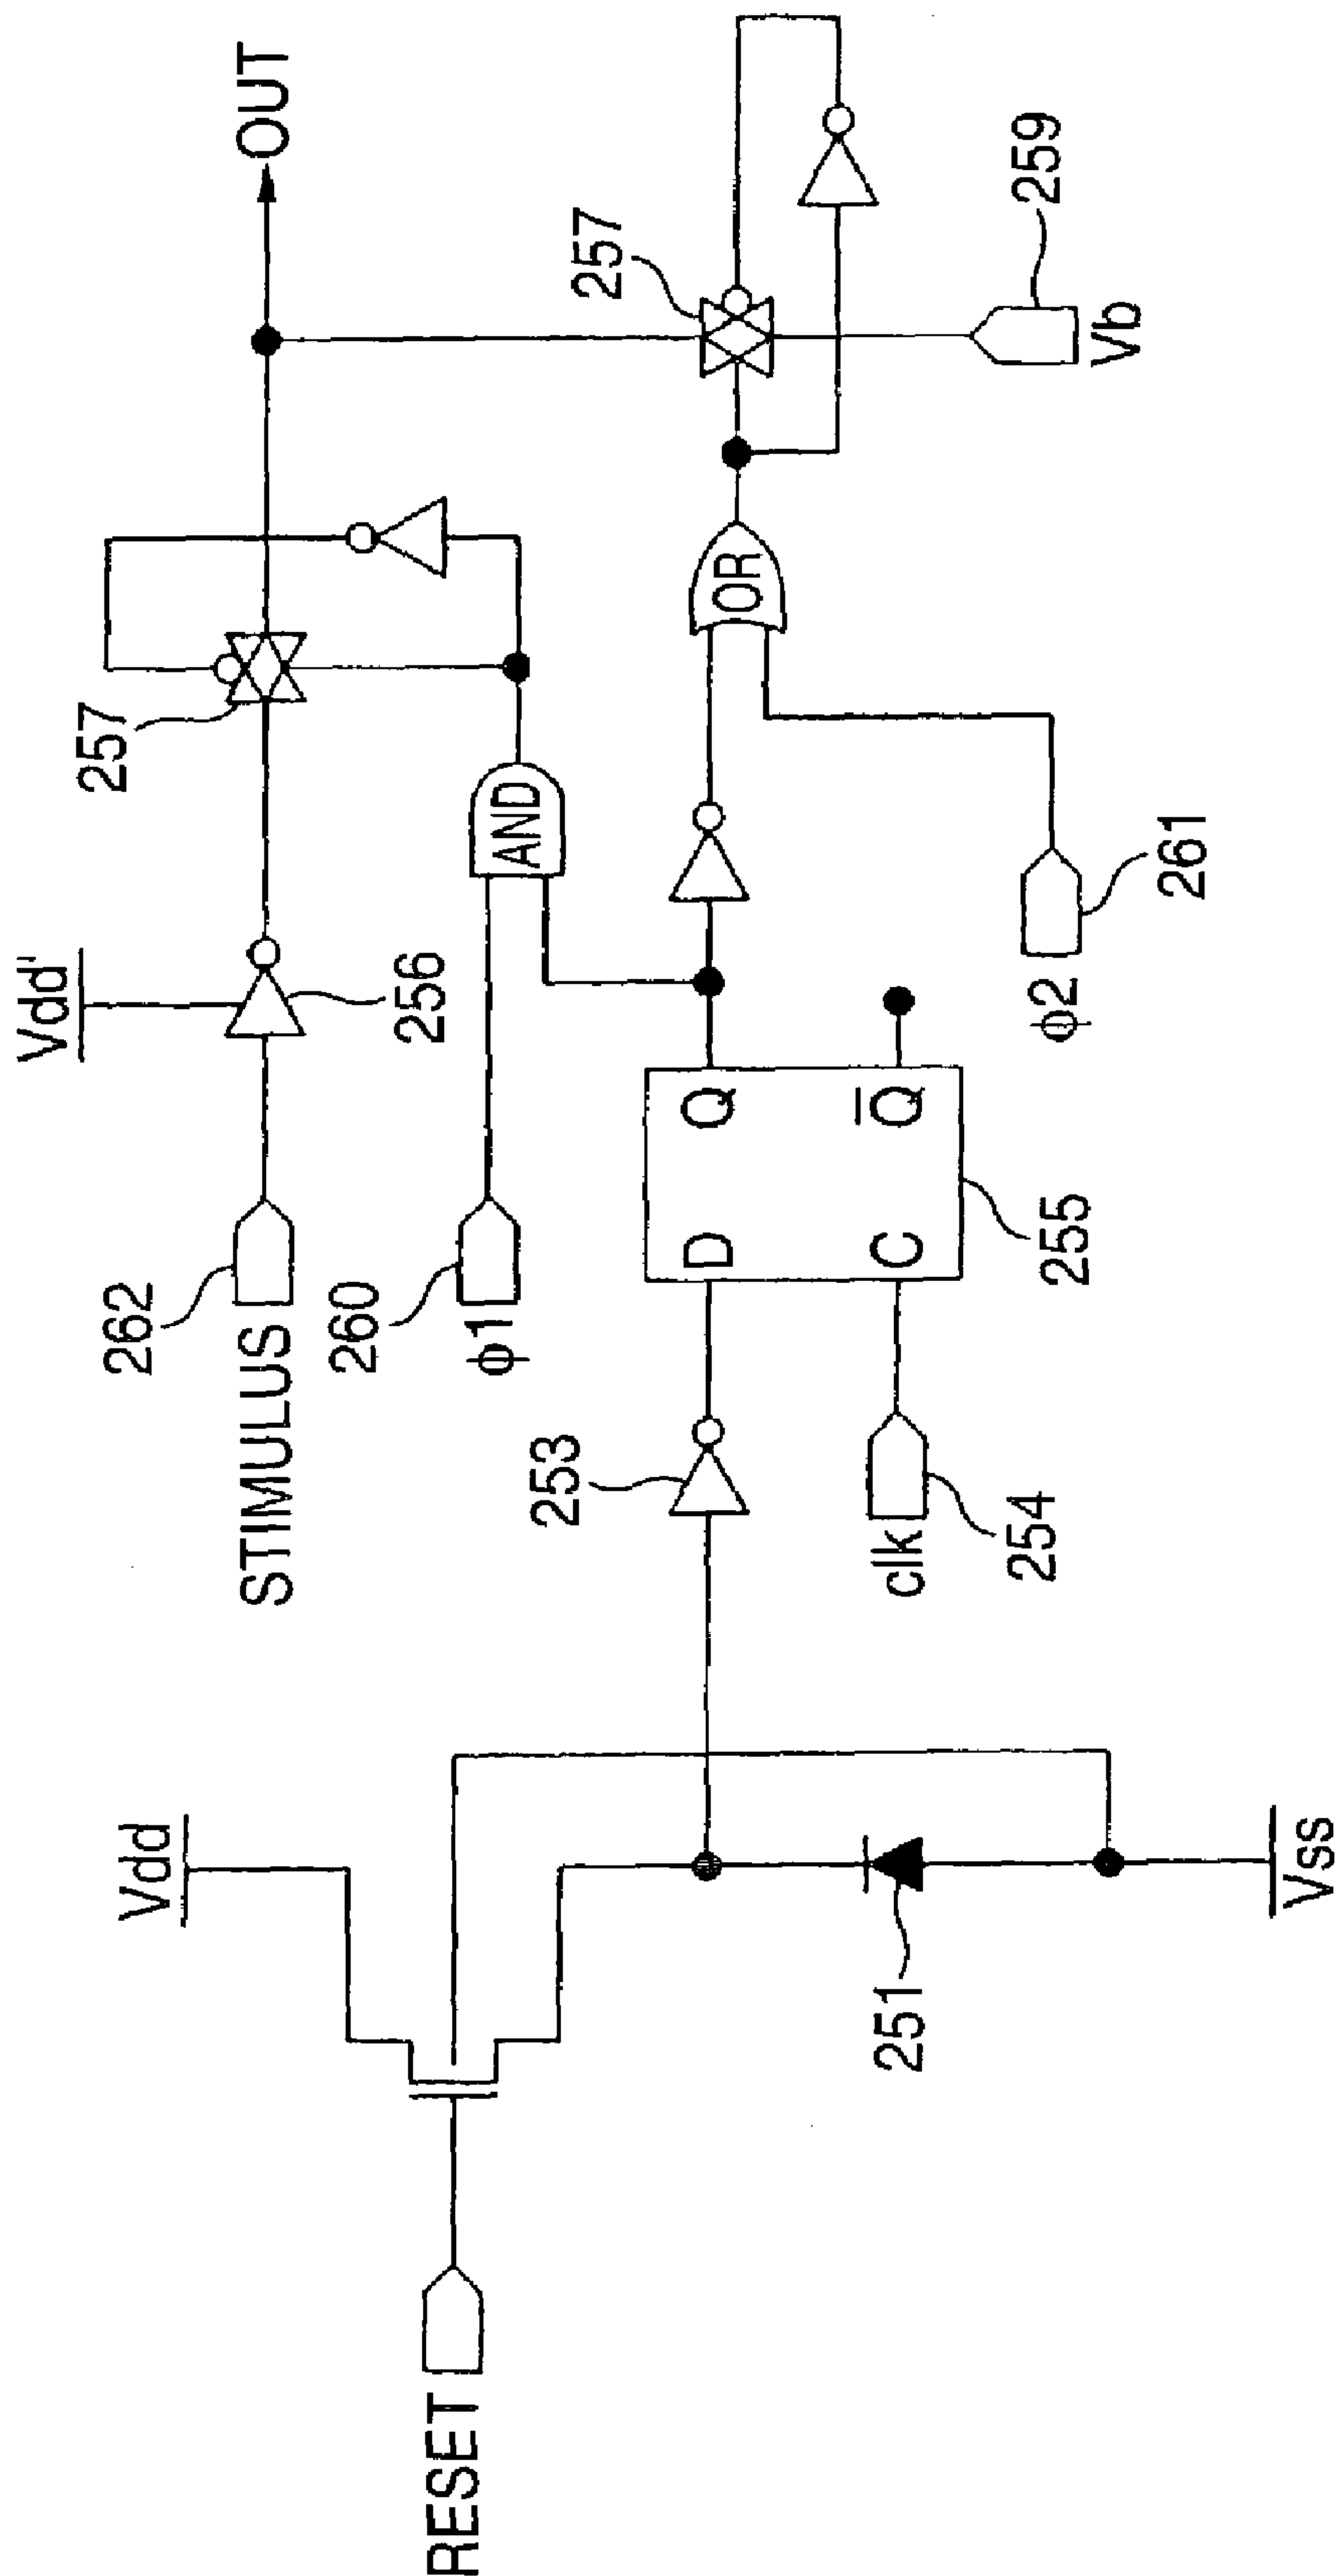 RESET
Vdd
251
Vss
253
clk
254
D
C
Q
Q̅
255
STIMULUS
262
260
ϕ1
Vdd'
256
AND
257
ϕ2
261
OR
257
OUT
Vb
259